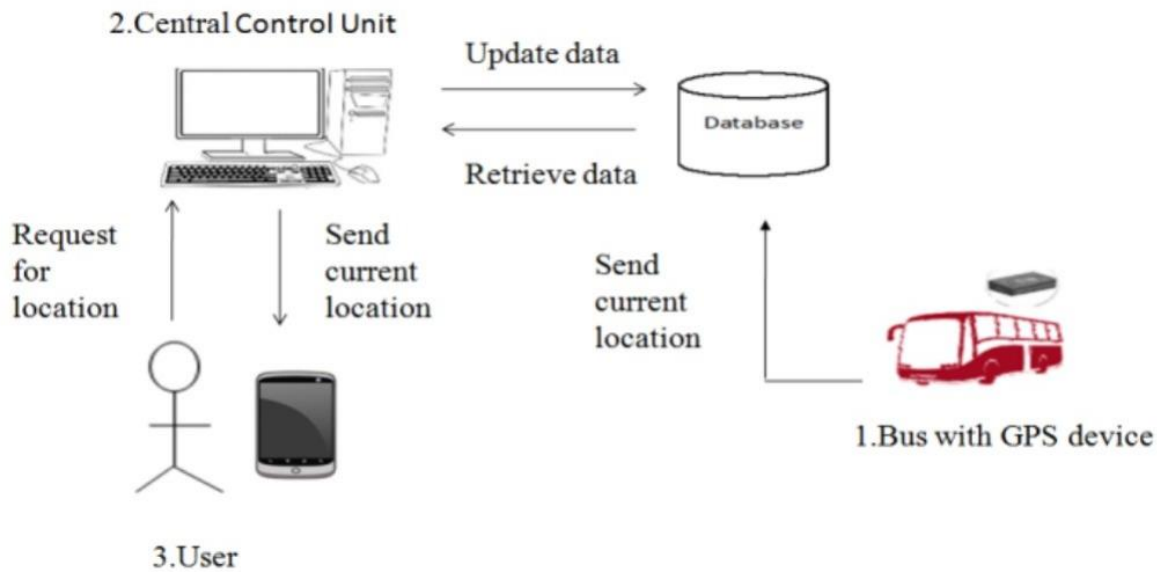 2.Central Control Unit
Update data
Database
Retrieve data
Request
for
location
Send
current
location
Send
current
location
1.Bus with GPS device
3.User